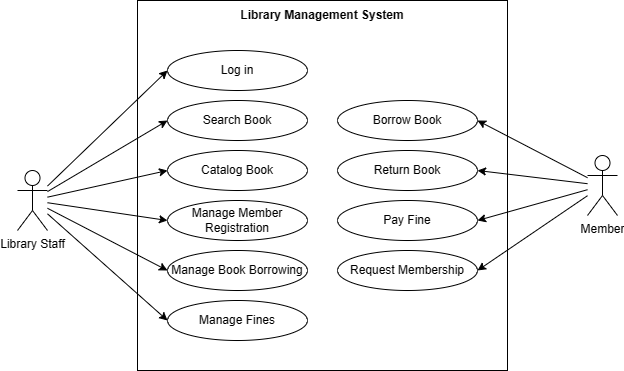 Library Management System
Log in
Search Book
Borrow Book
Catalog Book
Return Book
Manage Member
Registration
Pay Fine
Library Staff
Member
Manage Book Borrowing
Request Membership
Manage Fines